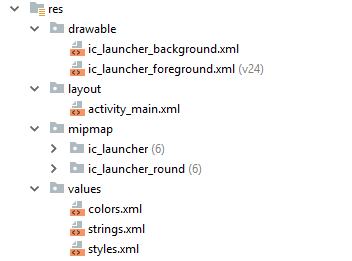 res
drawable
ic_launcher_background.xml
ic_launcher_foreground.xml (v24)
layout
activity_main.xml
mipmap
ic_launcher (6)
ic_launcher_round (6)
values
colors.xml
strings.xml
styles.xml